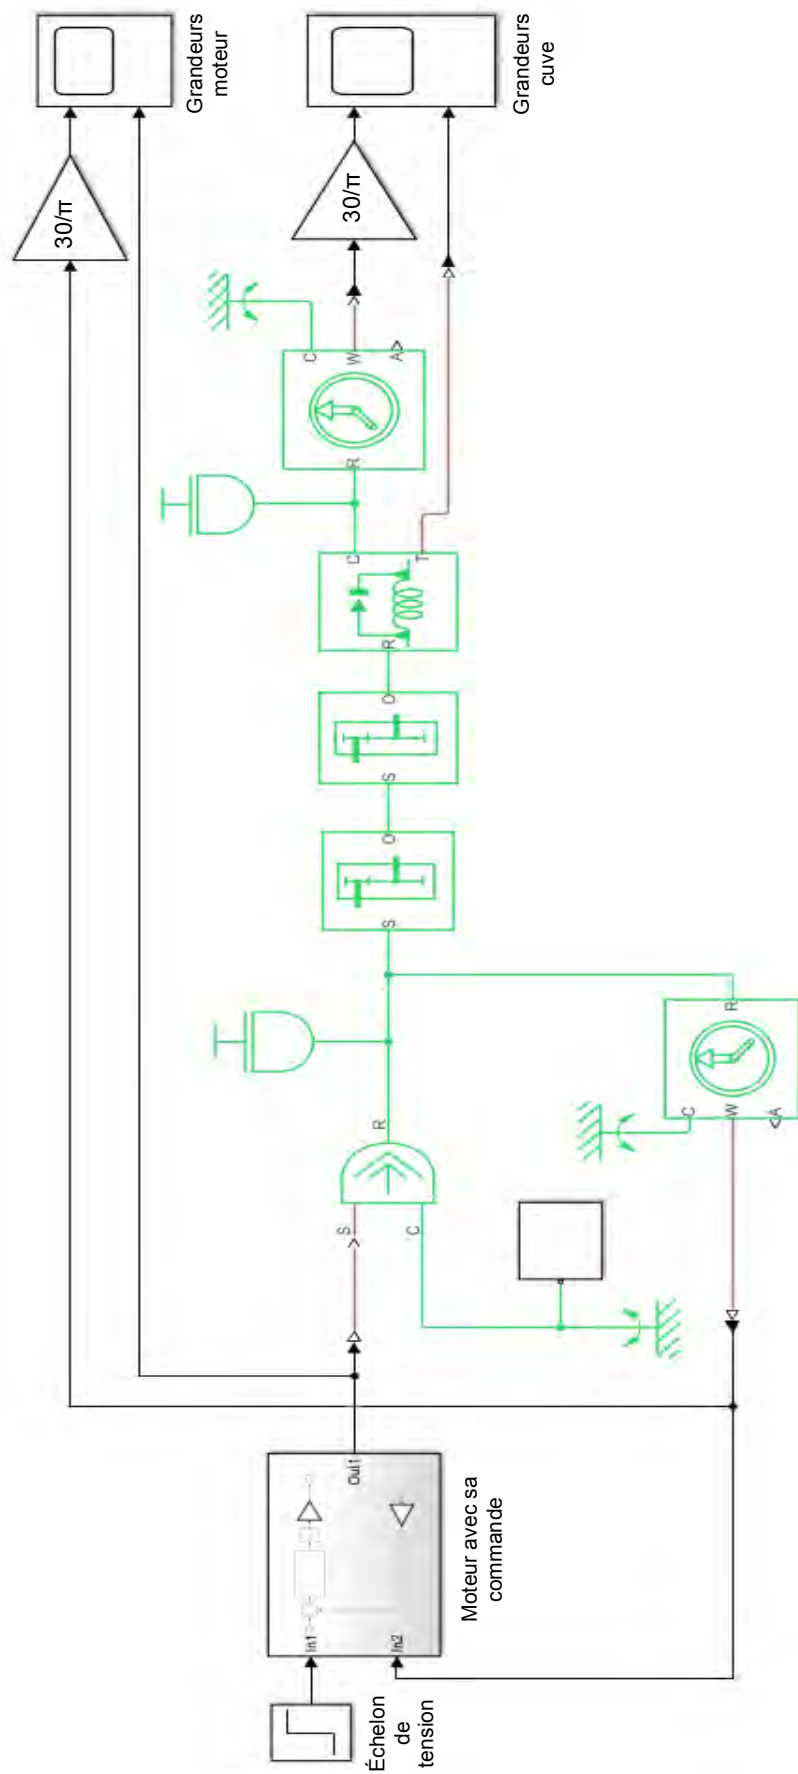 Échelon
de
tension
In1
In2
Out1
Moteur avec sa
commande
S
C
R
R
C
W
A
S
O
S
O
R
C
T
R
C
W
A
30/π
30/π
Grandeurs
moteur
Grandeurs
cuve